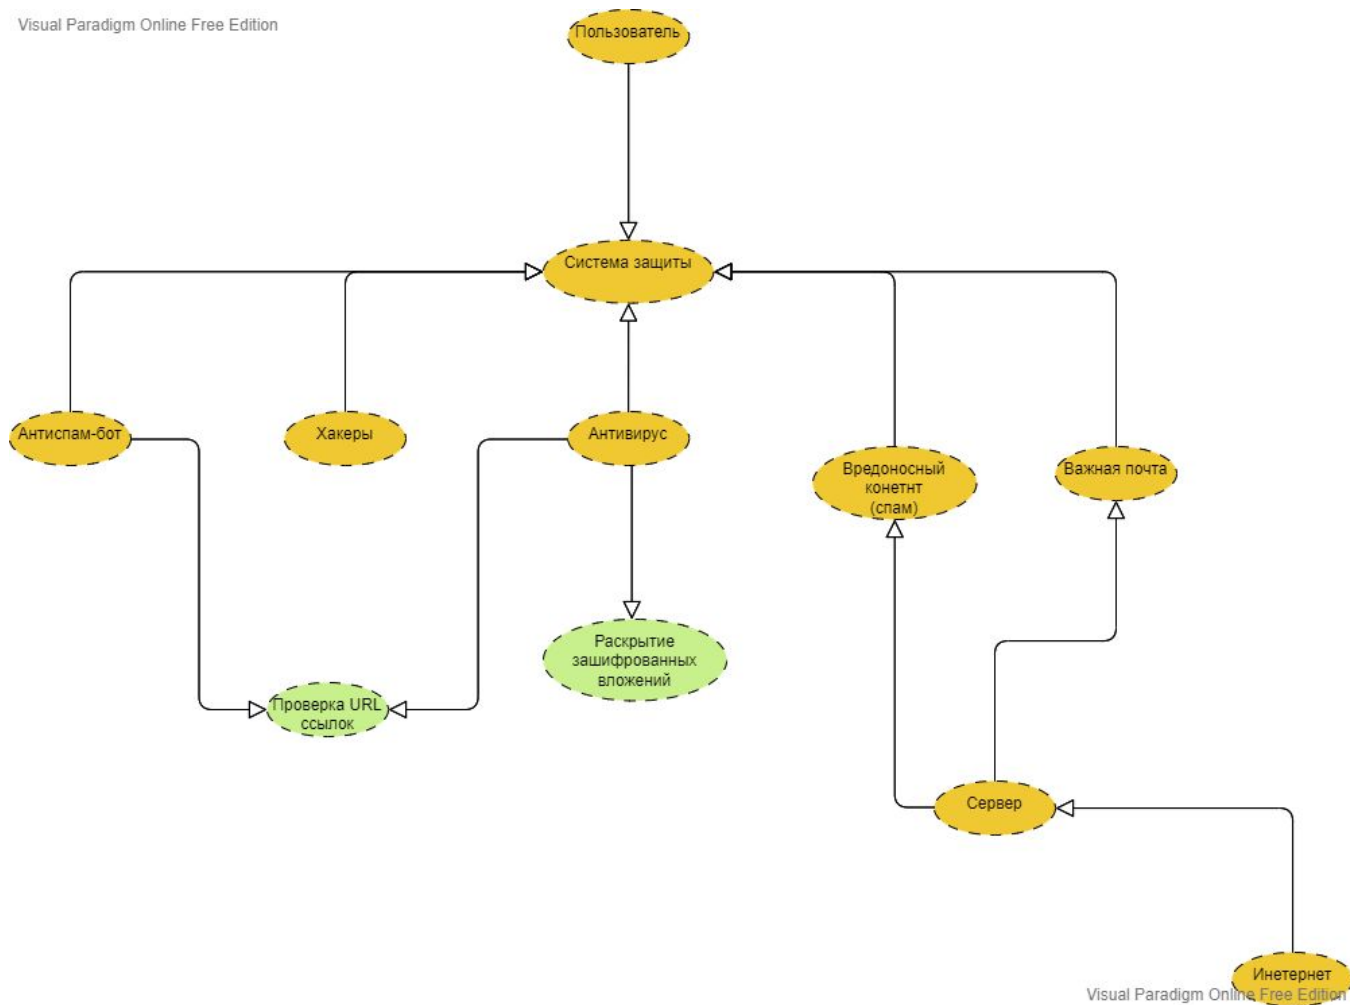 Visual Paradigm Online Free Edition
Пользователь
Система защиты
Антиспам-бот
Хакеры
Антивирус
Вредоносный
конетнт
(спам)
Важная почта
Раскрытие
зашифрованных
вложений
Проверка URL
ссылок
Сервер
Инетернет
Visual Paradigm Online Free Edition